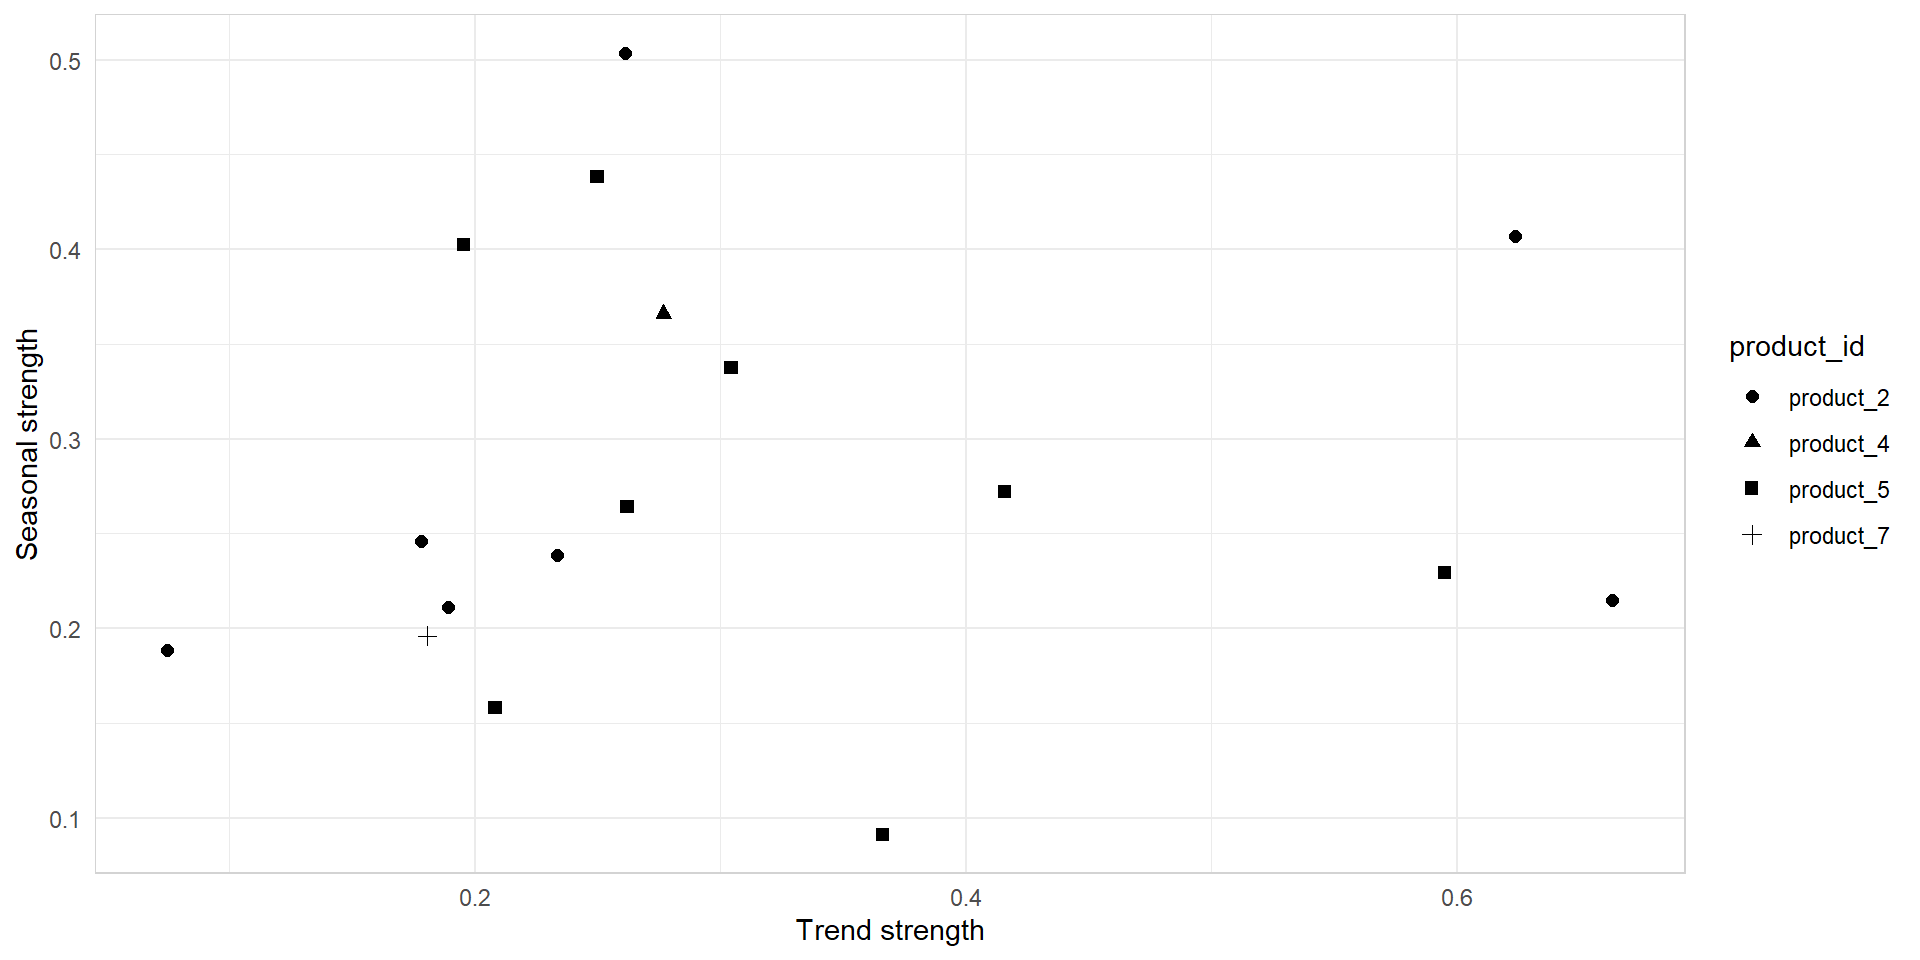 0.5
0.4
0.3
0.2
0.1
Seasonal strength
0.2
0.4
0.6
Trend strength
product_id
product_2
product_4
product_5
product_7